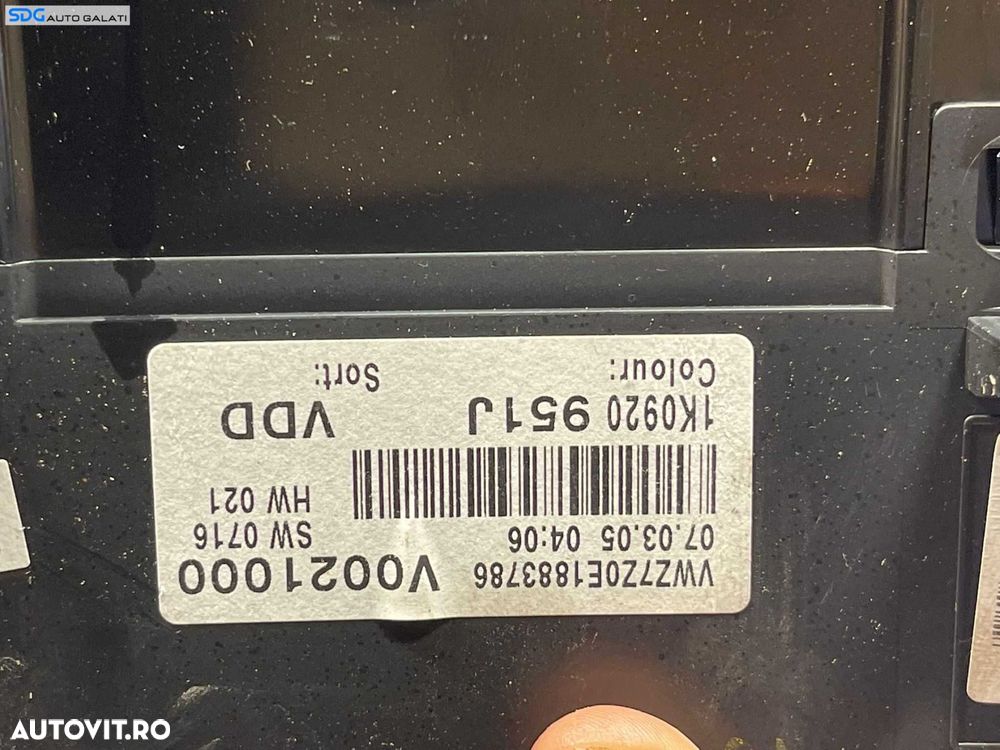 SDG AUTO GALATI
VWZ7Z0E1883786 V0021000
07.03.05 04:06 SW 0716
HW 021
1K0920 951J VDD
Colour: Sort:
AUTOVIT.RO